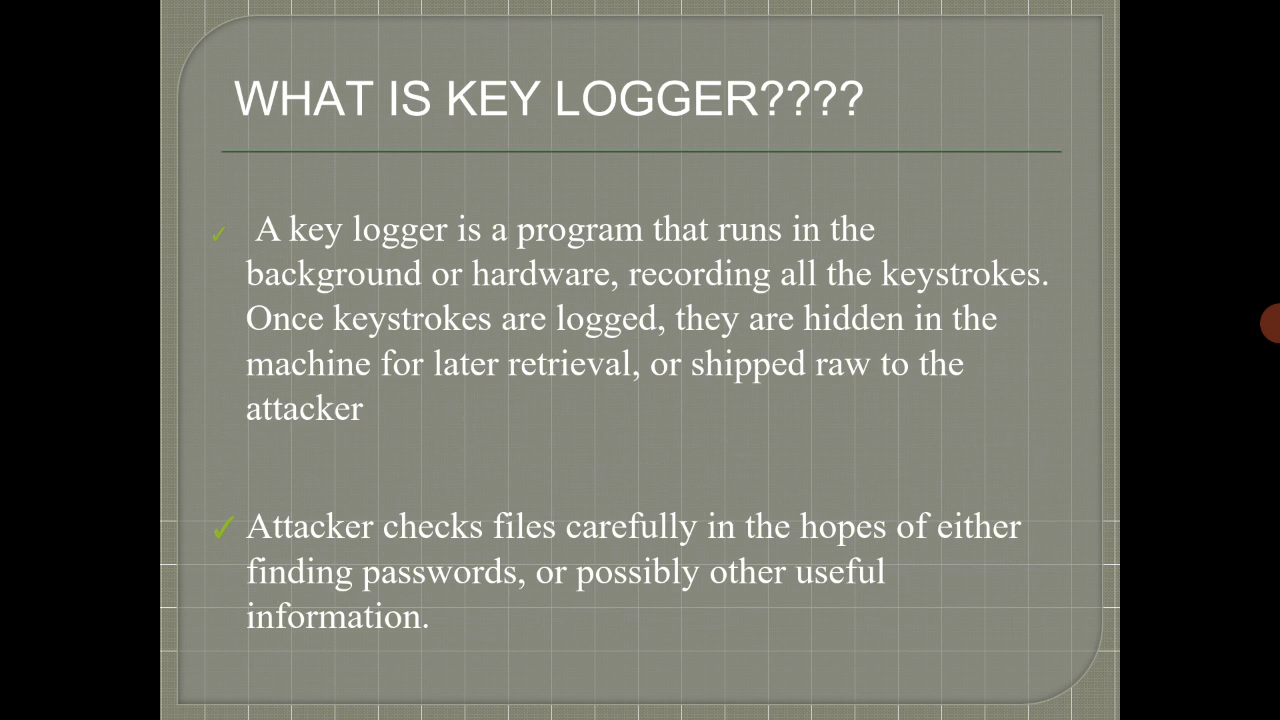 WHAT IS KEY LOGGER????
✓ A key logger is a program that runs in the
background or hardware, recording all the keystrokes.
Once keystrokes are logged, they are hidden in the
machine for later retrieval, or shipped raw to the
attacker
✓ Attacker checks files carefully in the hopes of either
finding passwords, or possibly other useful
information.